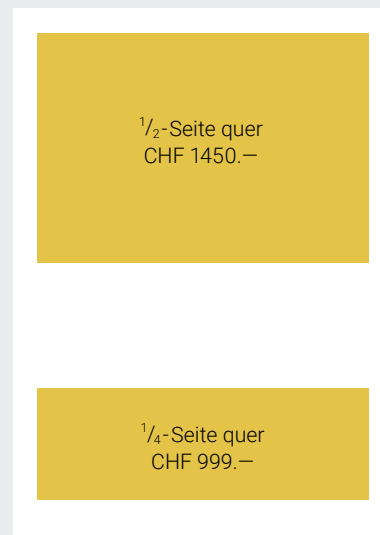 1/2-Seite quer
CHF 1450.—
1/4-Seite quer
CHF 999.—